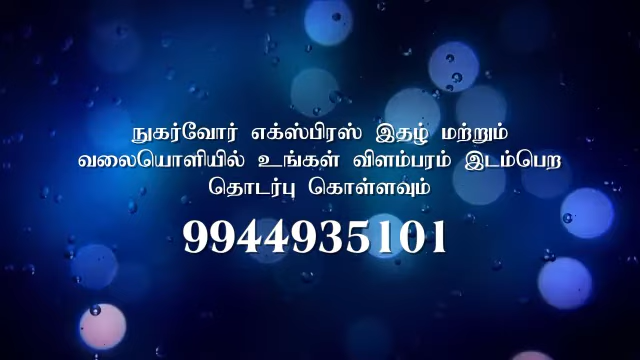 நுகர்வோர் எக்ஸ்பிரஸ் இதழ் மற்றும்
வலையொளியில் உங்கள் விளம்பரம் இடம்பெற
தொடர்பு கொள்ளவும்
9944935101